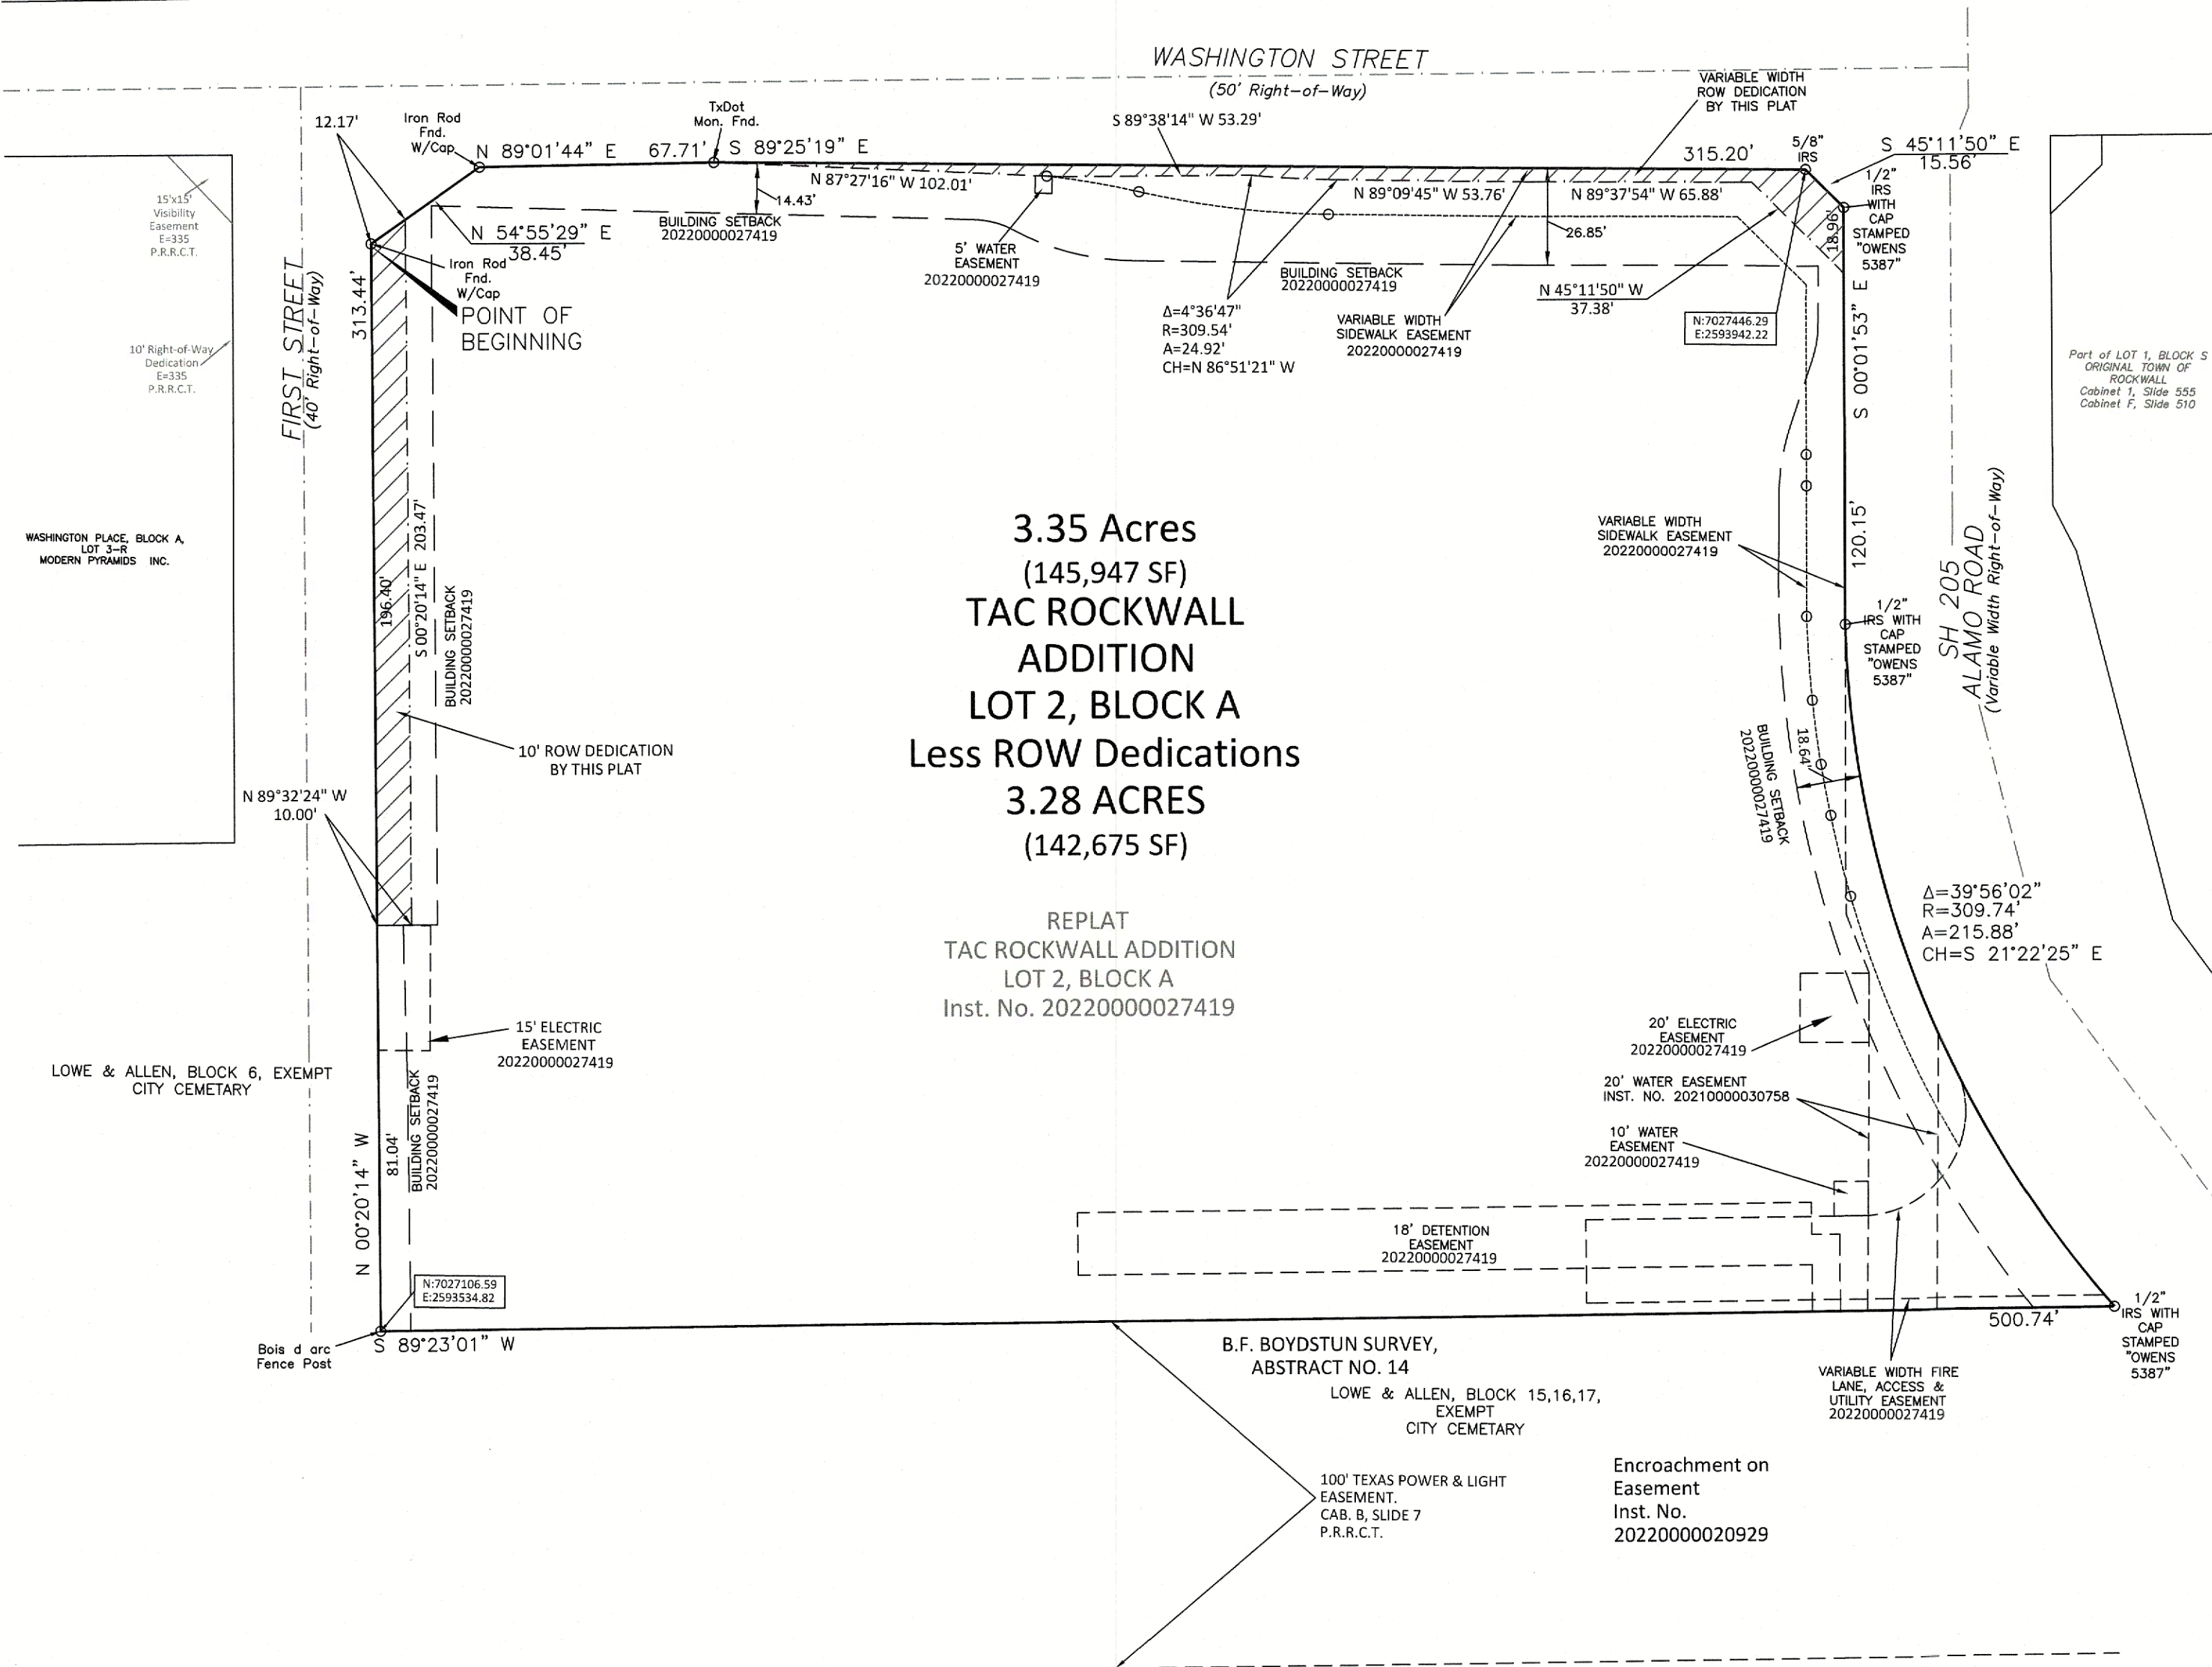 WASHINGTON STREET
(50' Right-of-Way)
VARIABLE WIDTH
ROW DEDICATION
BY THIS PLAT
12.17'
Iron Rod
Fnd.
W/Cap
TxDot
Mon. Fnd.
N 89°01'44" E 67.71'
S 89°25'19" E
S 89°38'14" W 53.29'
315.20'
5/8"
IRS
S 45°11'50" E
15.56'
1/2"
IRS
WITH
CAP
STAMPED
"OWENS
5387"
18.96'
15'x15'
Visibility
Easement
E=335
P.R.R.C.T.
N 54°55'29" E
38.45'
Iron Rod
Fnd.
W/Cap
POINT OF
BEGINNING
14.43'
BUILDING SETBACK
20220000027419
N 87°27'16" W 102.01'
5' WATER
EASEMENT
20220000027419
Δ=4°36'47"
R=309.54'
A=24.92'
CH=N 86°51'21" W
BUILDING SETBACK
20220000027419
VARIABLE WIDTH
SIDEWALK EASEMENT
20220000027419
N 89°09'45" W 53.76'
N 89°37'54" W 65.88'
26.85'
N 45°11'50" W
37.38'
N:7027446.29
E:2593942.22
S 00°01'53" E
120.15'
Part of LOT 1, BLOCK S
ORIGINAL TOWN OF
ROCKWALL
Cabinet 1, Slide 555
Cabinet F, Slide 510
10' Right-of-Way
Dedication
E=335
P.R.R.C.T.
FIRST STREET
(40' Right-of-Way)
313.44'
WASHINGTON PLACE, BLOCK A,
LOT 3-R
MODERN PYRAMIDS INC.
196.40'
S 00°20'14" E 203.47'
BUILDING SETBACK
20220000027419
10' ROW DEDICATION
BY THIS PLAT
N 89°32'24" W
10.00'
3.35 Acres
(145,947 SF)
TAC ROCKWALL
ADDITION
LOT 2, BLOCK A
Less ROW Dedications
3.28 ACRES
(142,675 SF)
REPLAT
TAC ROCKWALL ADDITION
LOT 2, BLOCK A
Inst. No. 20220000027419
VARIABLE WIDTH
SIDEWALK EASEMENT
20220000027419
1/2"
IRS WITH
CAP
STAMPED
"OWENS
5387"
SH 205
ALAMO ROAD
(Variable Width Right-of-Way)
BUILDING SETBACK
20220000027419
18.64'
Δ=39°56'02"
R=309.74'
A=215.88'
CH=S 21°22'25" E
15' ELECTRIC
EASEMENT
20220000027419
LOWE & ALLEN, BLOCK 6, EXEMPT
CITY CEMETARY
N 00°20'14" W
81.04'
BUILDING SETBACK
20220000027419
20' ELECTRIC
EASEMENT
20220000027419
20' WATER EASEMENT
INST. NO. 20210000030758
10' WATER
EASEMENT
20220000027419
18' DETENTION
EASEMENT
20220000027419
N:7027106.59
E:2593534.82
Bois d arc
Fence Post
S 89°23'01" W
500.74'
1/2"
IRS WITH
CAP
STAMPED
"OWENS
5387"
B.F. BOYDSTUN SURVEY,
ABSTRACT NO. 14
LOWE & ALLEN, BLOCK 15,16,17,
EXEMPT
CITY CEMETARY
VARIABLE WIDTH FIRE
LANE, ACCESS &
UTILITY EASEMENT
20220000027419
100' TEXAS POWER & LIGHT
EASEMENT.
CAB. B, SLIDE 7
P.R.R.C.T.
Encroachment on
Easement
Inst. No.
20220000020929